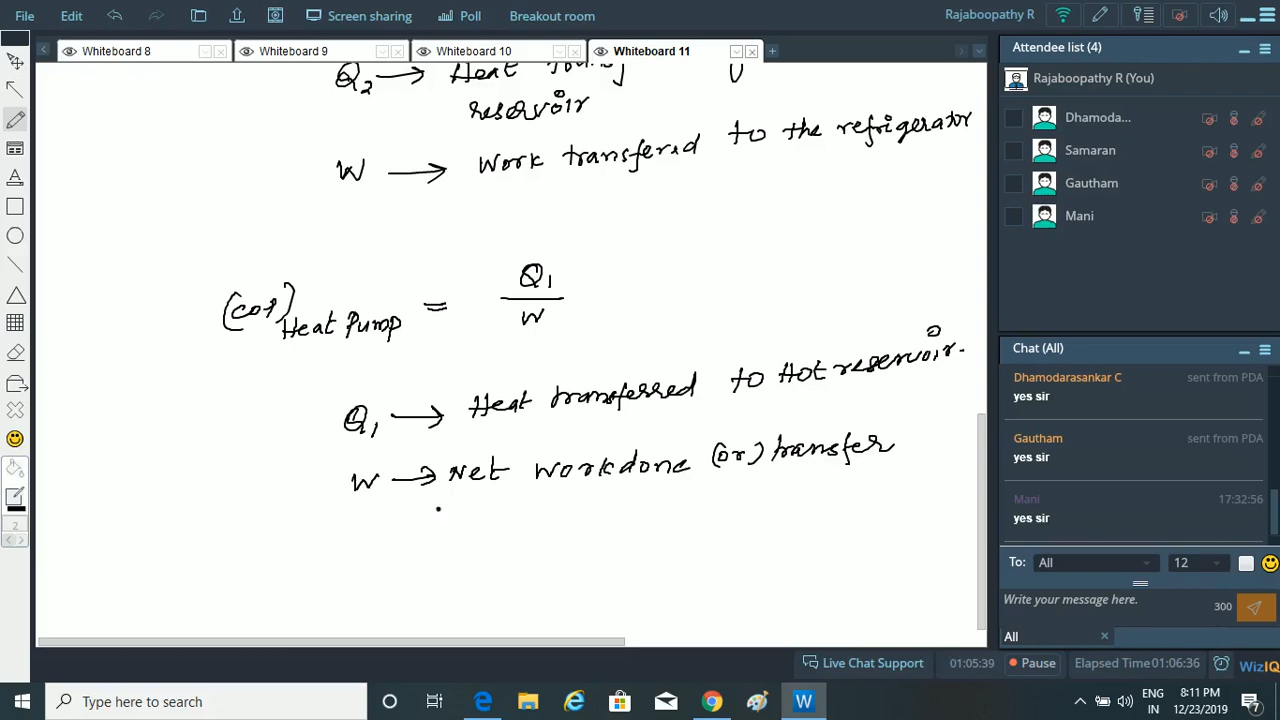 File Edit Screen sharing Poll Breakout room Rajaboopathy R
Whiteboard 8 Whiteboard 9 Whiteboard 10 Whiteboard 11
Q2 → Heat
reservoir
W → Work transfered to the refrigerator
(COP) Heat Pump = Q1 / W
Q1 → Heat transferred to Hot reservoir.
W → Net workdone (or) transfer
Attendee list (4)
Rajaboopathy R (You)
Dhamoda...
Samaran
Gautham
Mani
Chat (All)
Dhamodarasankar C sent from PDA
yes sir
Gautham sent from PDA
yes sir
Mani 17:32:56
yes sir
To: All 12
Write your message here. 300
All
2
Live Chat Support 01:05:39 Pause Elapsed Time 01:06:36 WizIQ
Type here to search
ENG 8:11 PM
IN 12/23/2019